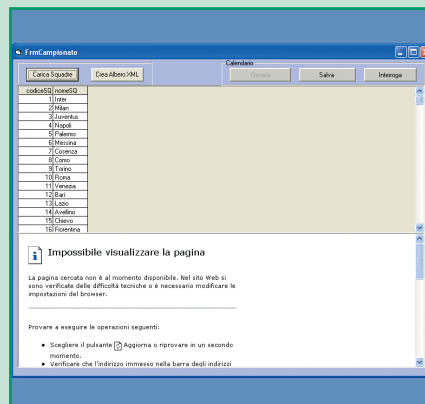 FrmCampionato
Carica Squadre
Crea Albero XML
Calendario
Genera
Salva
Interroga
codiceSQ nomeSQ
1 Inter
2 Milan
3 Juventus
4 Napoli
5 Palermo
6 Messina
7 Cosenza
8 Como
9 Torino
10 Roma
11 Venezia
12 Bari
13 Lazio
14 Avellino
15 Chievo
16 Fiorentina
Impossibile visualizzare la pagina
La pagina cercata non è al momento disponibile. Nel sito Web si
sono verificate delle difficoltà tecniche o è necessario modificare le
impostazioni del browser.
Provare a eseguire le operazioni seguenti:
• Scegliere il pulsante Aggiorna o riprovare in un secondo
momento.
• Verificare che l'indirizzo immesso nella barra degli indirizzi